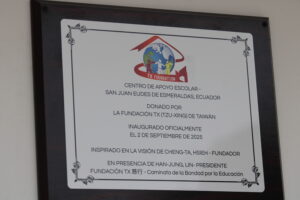 TX FOUNDATION
CENTRO DE APOYO ESCOLAR -
SAN JUAN EUDES DE ESMERALDAS, ECUADOR
DONADO POR
LA FUNDACIÓN TX (TZU-XING) DE TAIWÁN
INAUGURADO OFICIALMENTE
EL 2 DE SEPTIEMBRE DE 2025
INSPIRADO EN LA VISIÓN DE CHENG-TA, HSIEH - FUNDADOR
EN PRESENCIA DE HAN-JUNG, LIN- PRESIDENTE
FUNDACIÓN TX 慈行 - Caminata de la Bondad por la Educación